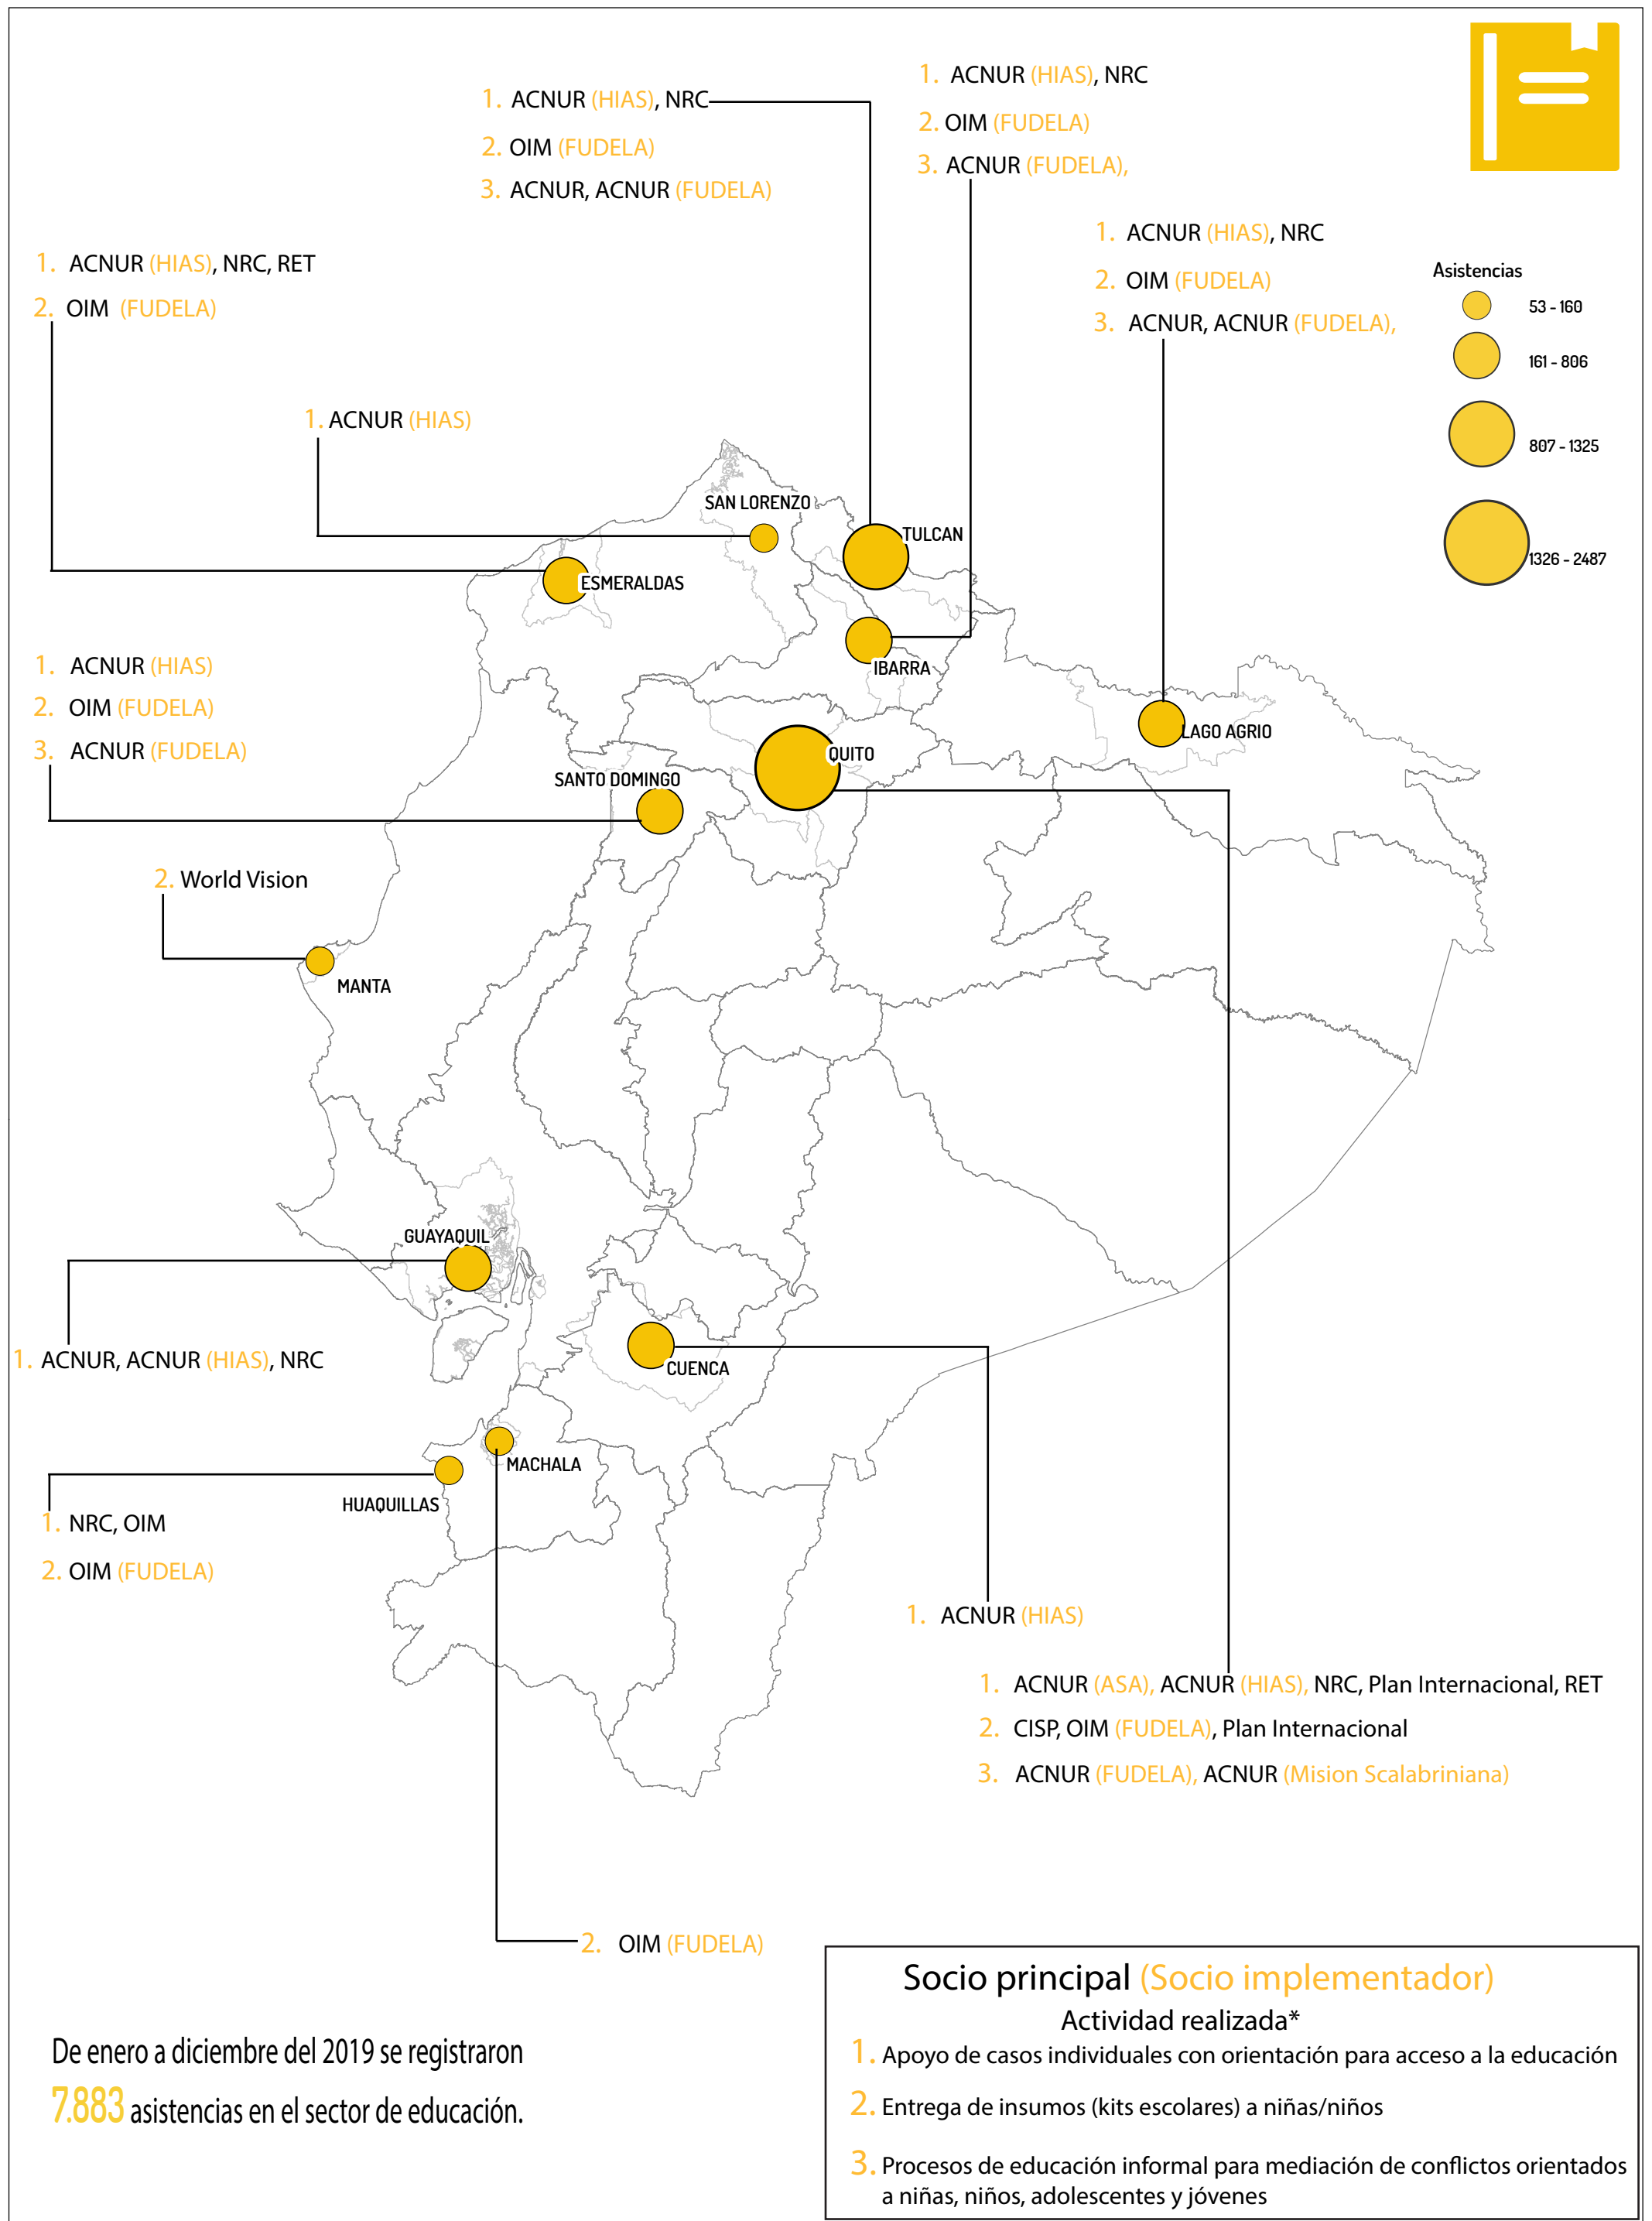 1. ACNUR (HIAS), NRC
2. OIM (FUDELA)
3. ACNUR, ACNUR (FUDELA)
1. ACNUR (HIAS), NRC
2. OIM (FUDELA)
3. ACNUR (FUDELA),
1. ACNUR (HIAS), NRC
2. OIM (FUDELA)
3. ACNUR, ACNUR (FUDELA),
Asistencias
53 - 160
161 - 806
807 - 1325
1326 - 2487
1. ACNUR (HIAS), NRC, RET
2. OIM (FUDELA)
1. ACNUR (HIAS)
SAN LORENZO
TULCAN
ESMERALDAS
IBARRA
1. ACNUR (HIAS)
2. OIM (FUDELA)
3. ACNUR (FUDELA)
LAGO AGRIO
QUITO
SANTO DOMINGO
2. World Vision
MANTA
GUAYAQUIL
1. ACNUR, ACNUR (HIAS), NRC
CUENCA
MACHALA
HUAQUILLAS
1. NRC, OIM
2. OIM (FUDELA)
1. ACNUR (HIAS)
1. ACNUR (ASA), ACNUR (HIAS), NRC, Plan Internacional, RET
2. CISP, OIM (FUDELA), Plan Internacional
3. ACNUR (FUDELA), ACNUR (Mision Scalabriniana)
2. OIM (FUDELA)
De enero a diciembre del 2019 se registraron
7.883 asistencias en el sector de educación.
Socio principal (Socio implementador)
Actividad realizada*
1. Apoyo de casos individuales con orientación para acceso a la educación
2. Entrega de insumos (kits escolares) a niñas/niños
3. Procesos de educación informal para mediación de conflictos orientados
a niñas, niños, adolescentes y jóvenes